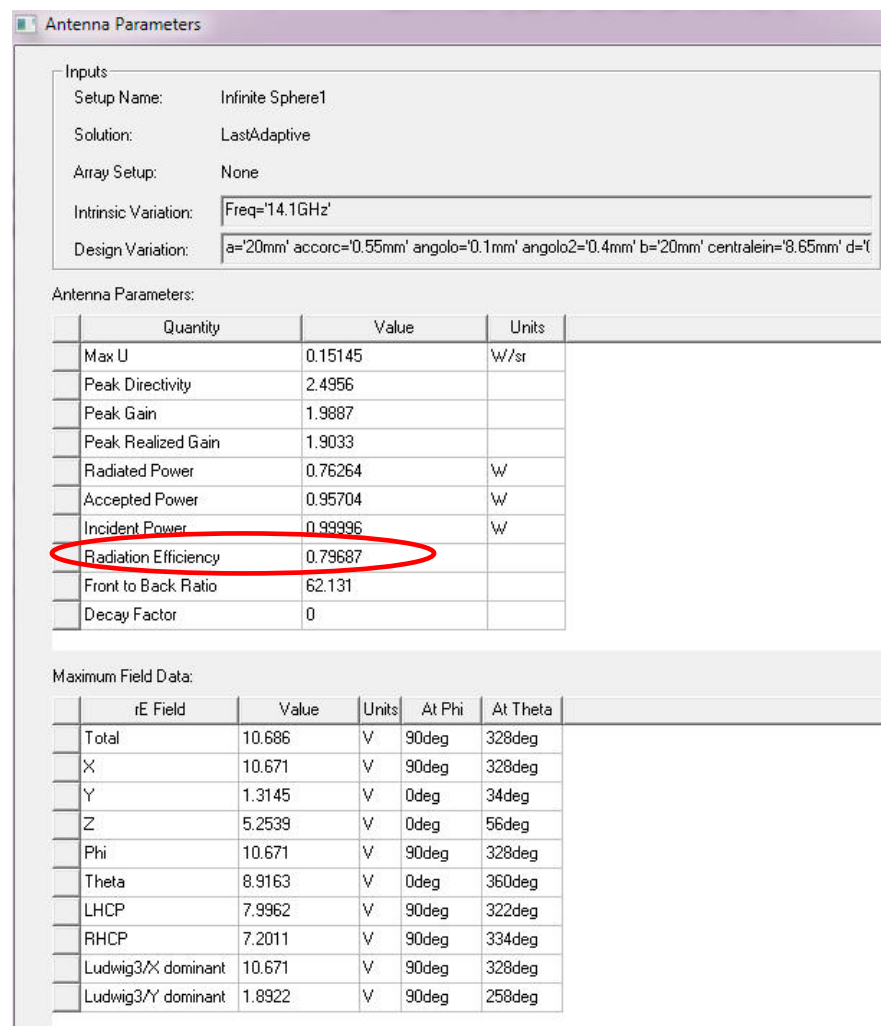 Antenna Parameters
Inputs
Setup Name: Infinite Sphere1
Solution: LastAdaptive
Array Setup: None
Intrinsic Variation: Freq='14.1GHz'
Design Variation: a='20mm' accorc='0.55mm' angolo='0.1mm' angolo2='0.4mm' b='20mm' centralein='8.65mm' d='(
Antenna Parameters:
Quantity Value Units
Max U 0.15145 W/sr
Peak Directivity 2.4956
Peak Gain 1.9887
Peak Realized Gain 1.9033
Radiated Power 0.76264 W
Accepted Power 0.95704 W
Incident Power 0.99996 W
Radiation Efficiency 0.79687
Front to Back Ratio 62.131
Decay Factor 0
Maximum Field Data:
rE Field Value Units At Phi At Theta
Total 10.686 V 90deg 328deg
X 10.671 V 90deg 328deg
Y 1.3145 V 0deg 34deg
Z 5.2539 V 0deg 56deg
Phi 10.671 V 90deg 328deg
Theta 8.9163 V 0deg 360deg
LHCP 7.9962 V 90deg 322deg
RHCP 7.2011 V 90deg 334deg
Ludwig3/X dominant 10.671 V 90deg 328deg
Ludwig3/Y dominant 1.8922 V 90deg 258deg